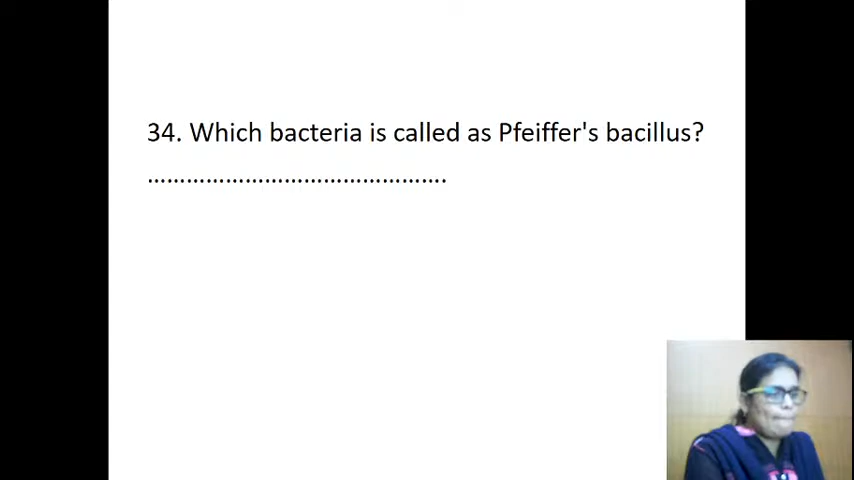 34. Which bacteria is called as Pfeiffer's bacillus?
……………………………………….